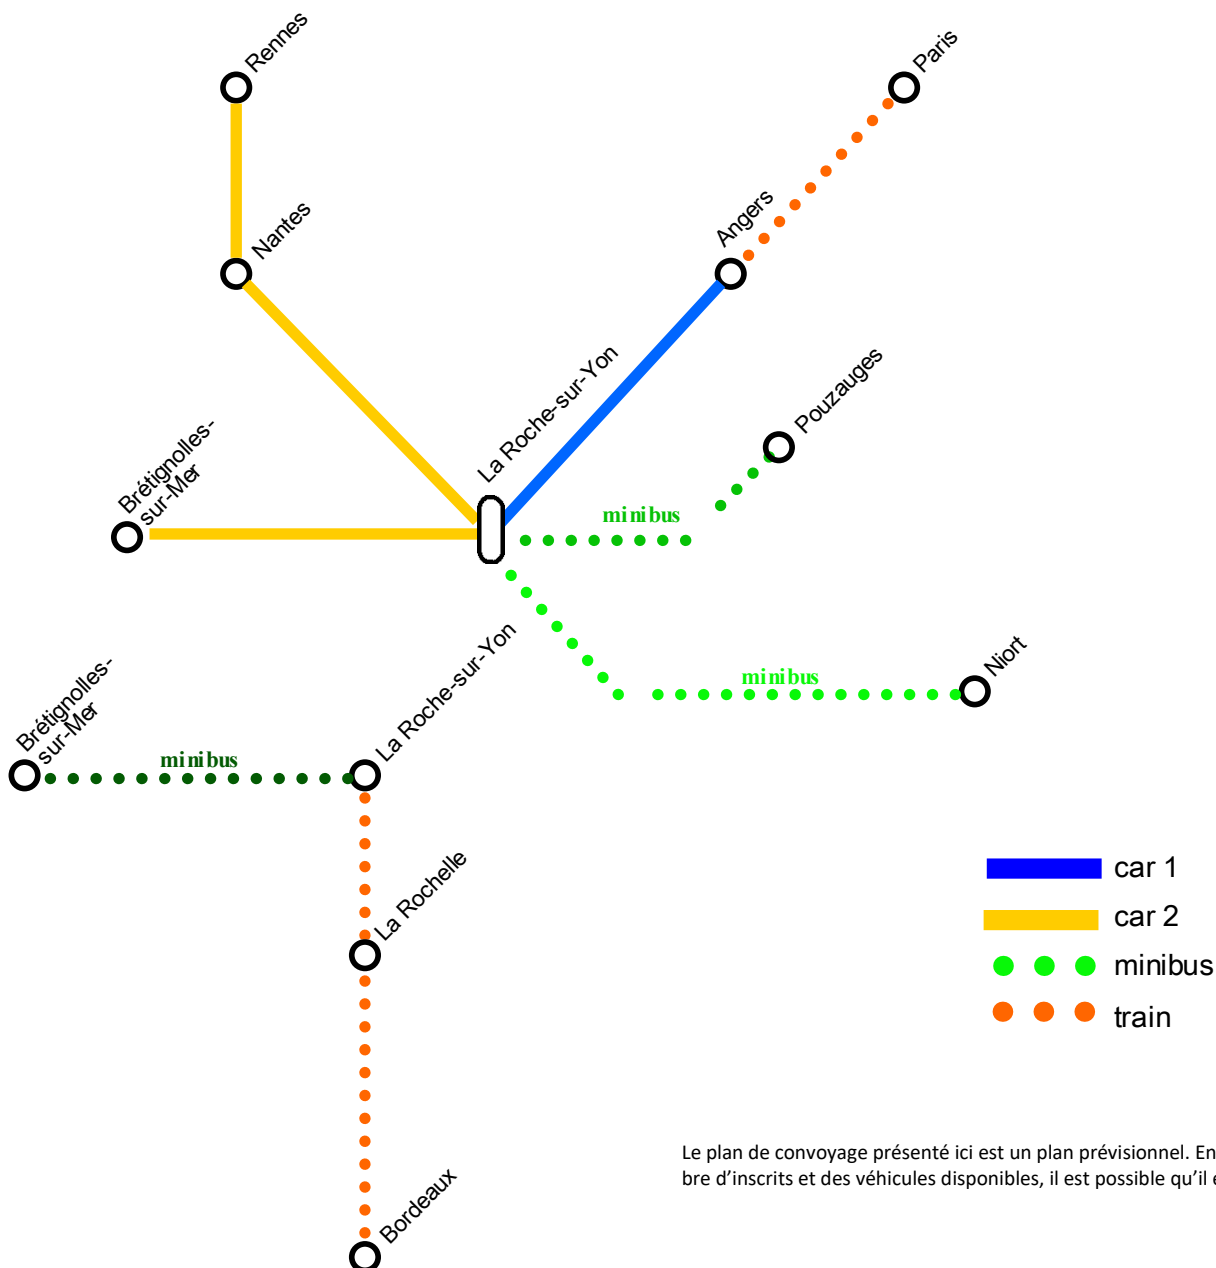 Rennes
Paris
Nantes
Angers
La Roche-sur-Yon
Pouzauges
Brétignolles-
sur-Mer
minibus
Niort
minibus
La Roche-sur-Yon
Brétignolles-
sur-Mer
minibus
La Rochelle
car 1
car 2
minibus
train
Bordeaux
Le plan de convoyage présenté ici est un plan prévisionnel. En
bre d’inscrits et des véhicules disponibles, il est possible qu’il